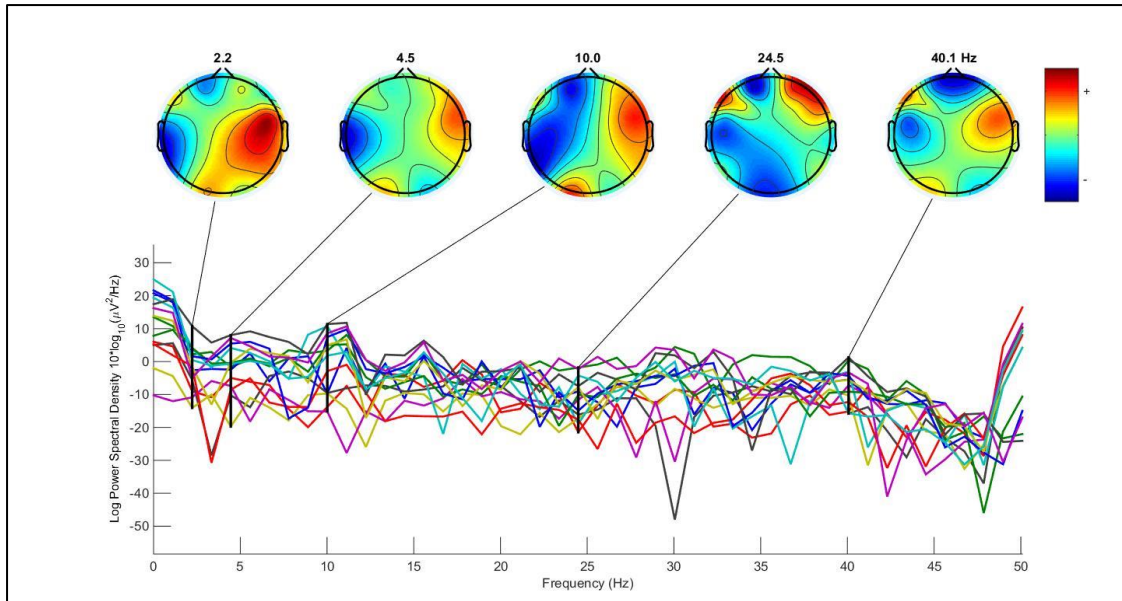 2.2 4.5 10.0 24.5 40.1 Hz
+
-
Log Power Spectral Density 10*log₁₀(μV²/Hz)
30
20
10
0
-10
-20
-30
-40
-50
0 5 10 15 20 25 30 35 40 45 50
Frequency (Hz)